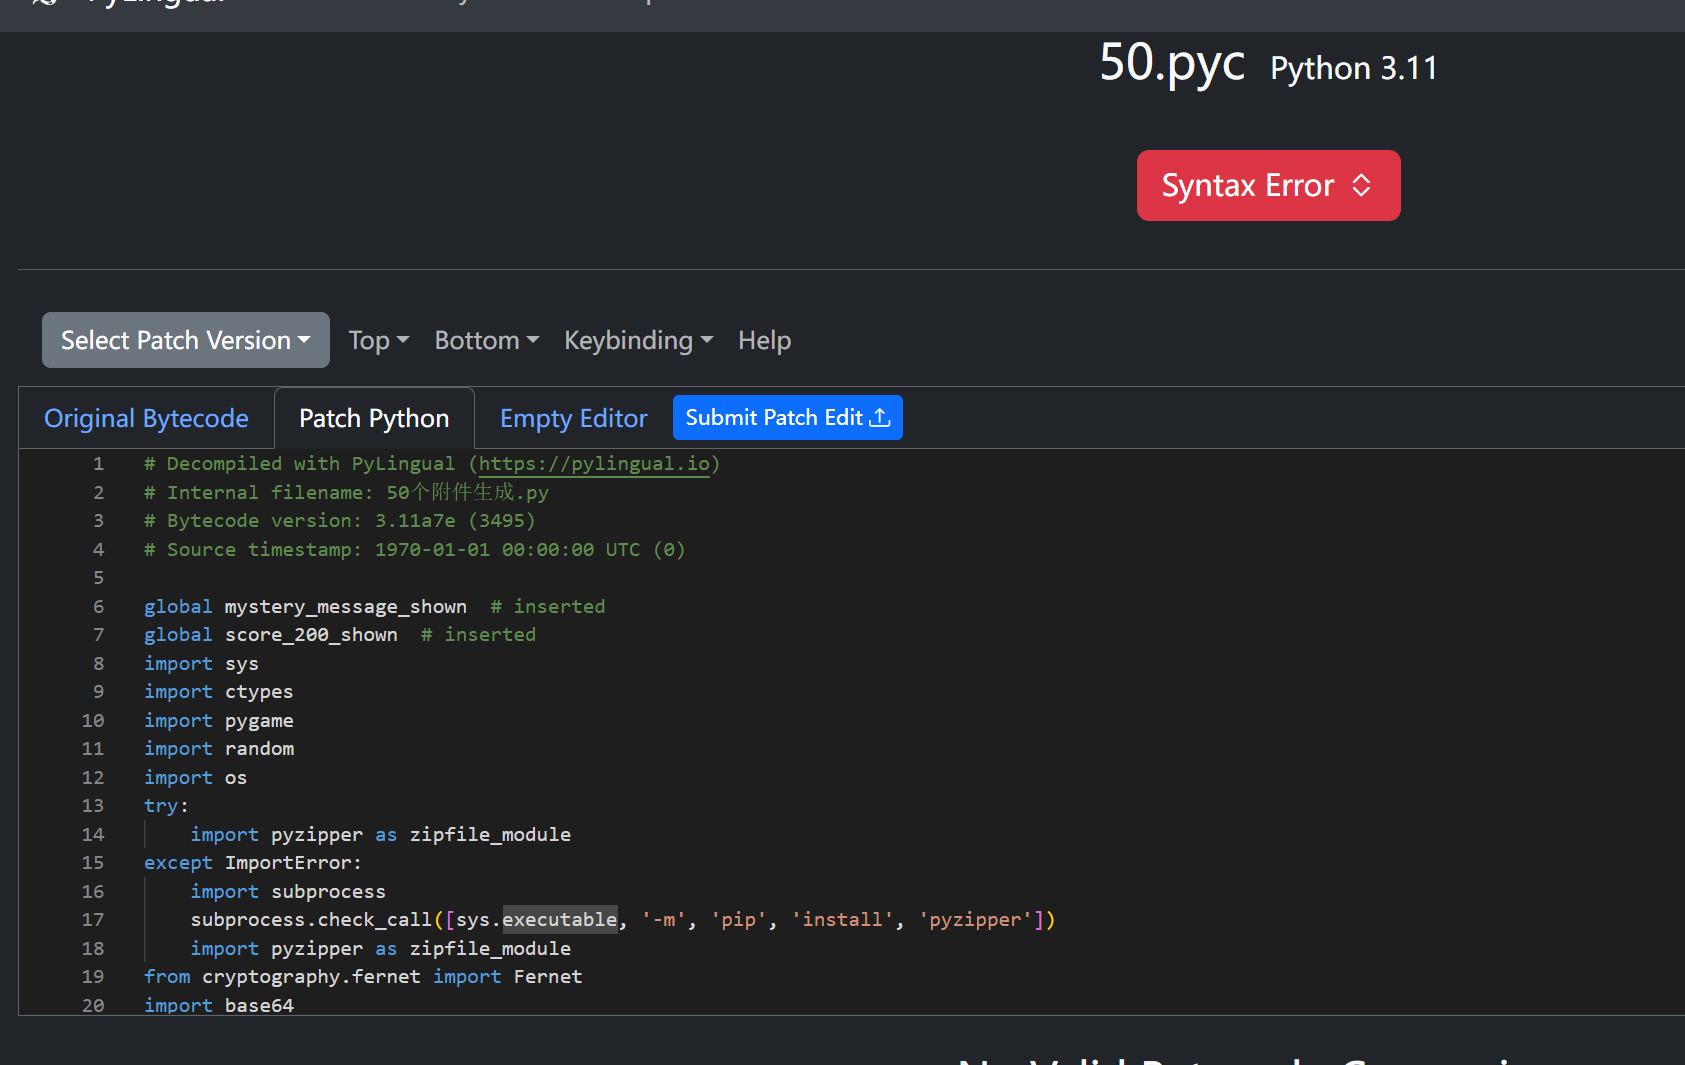 50.pyc Python 3.11
Syntax Error
Select Patch Version Top Bottom Keybinding Help
Original Bytecode Patch Python Empty Editor Submit Patch Edit
1 # Decompiled with PyLingual (https://pylingual.io)
2 # Internal filename: 50个附件生成.py
3 # Bytecode version: 3.11a7e (3495)
4 # Source timestamp: 1970-01-01 00:00:00 UTC (0)
5
6 global mystery_message_shown # inserted
7 global score_200_shown # inserted
8 import sys
9 import ctypes
10 import pygame
11 import random
12 import os
13 try:
14 import pyzipper as zipfile_module
15 except ImportError:
16 import subprocess
17 subprocess.check_call([sys.executable, '-m', 'pip', 'install', 'pyzipper'])
18 import pyzipper as zipfile_module
19 from cryptography.fernet import Fernet
20 import base64